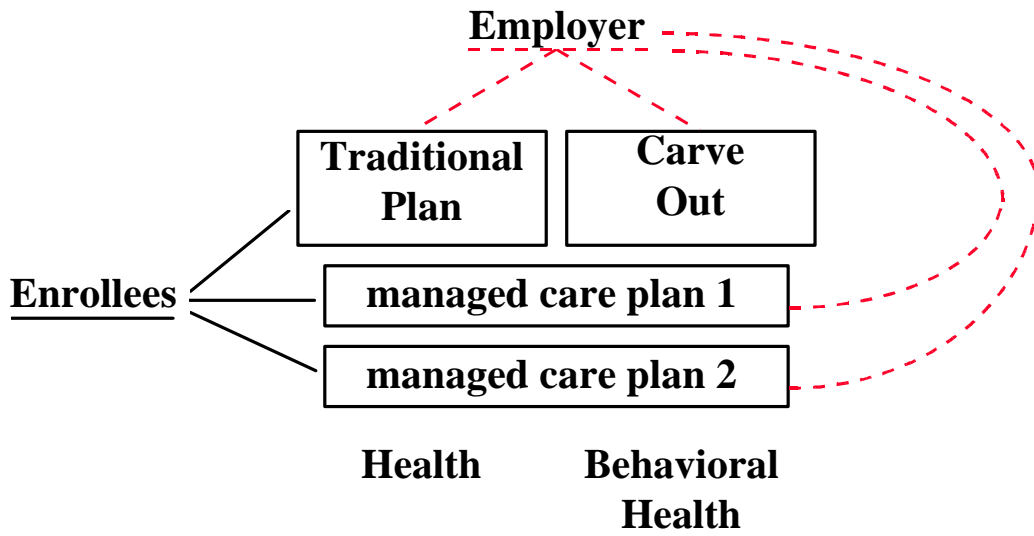 Employer
Traditional
Plan
Carve
Out
Enrollees
managed care plan 1
managed care plan 2
Health
Behavioral
Health